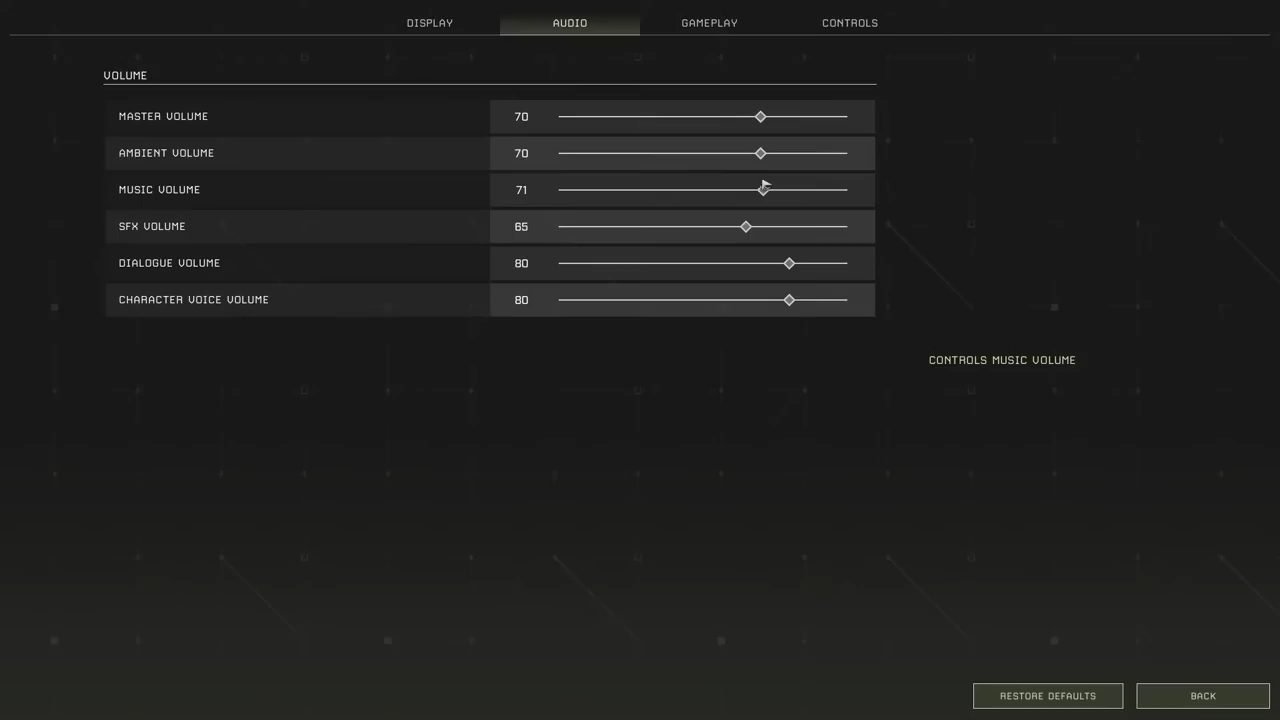 DISPLAY AUDIO GAMEPLAY CONTROLS
VOLUME
MASTER VOLUME 70
AMBIENT VOLUME 70
MUSIC VOLUME 71
SFX VOLUME 65
DIALOGUE VOLUME 80
CHARACTER VOICE VOLUME 80
CONTROLS MUSIC VOLUME
RESTORE DEFAULTS BACK